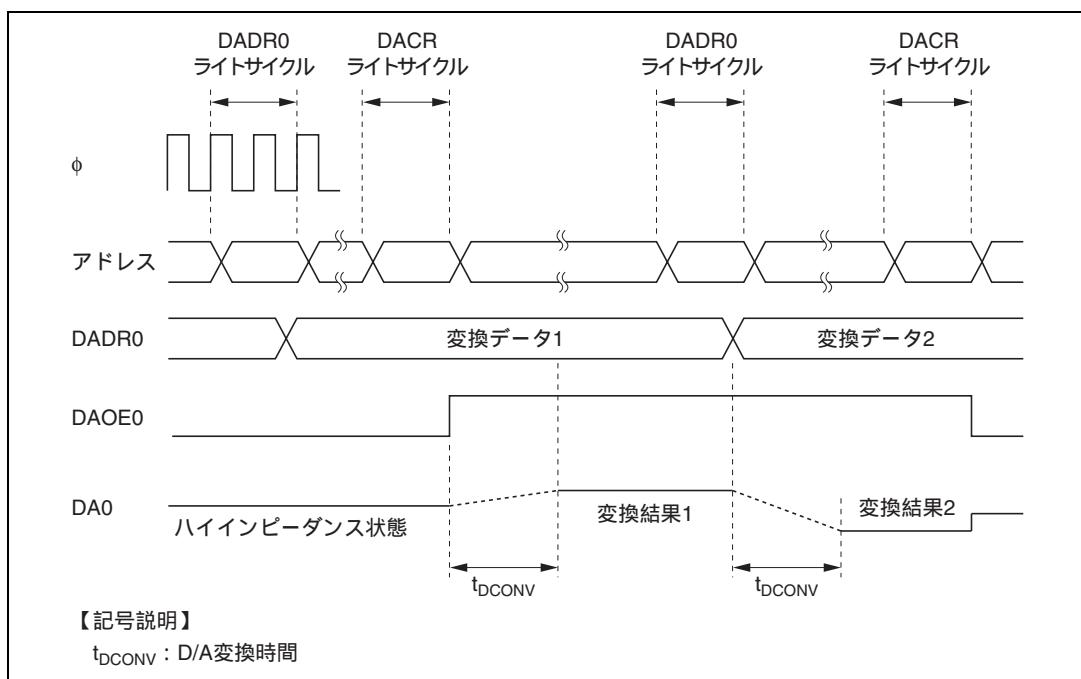 DADR0
ライトサイクル
DACR
ライトサイクル
DADR0
ライトサイクル
DACR
ライトサイクル
φ
アドレス
DADR0
変換データ1
変換データ2
DAOE0
DA0
ハイインピーダンス状態
変換結果1
変換結果2
tDCONV
tDCONV
【記号説明】
tDCONV：D/A変換時間